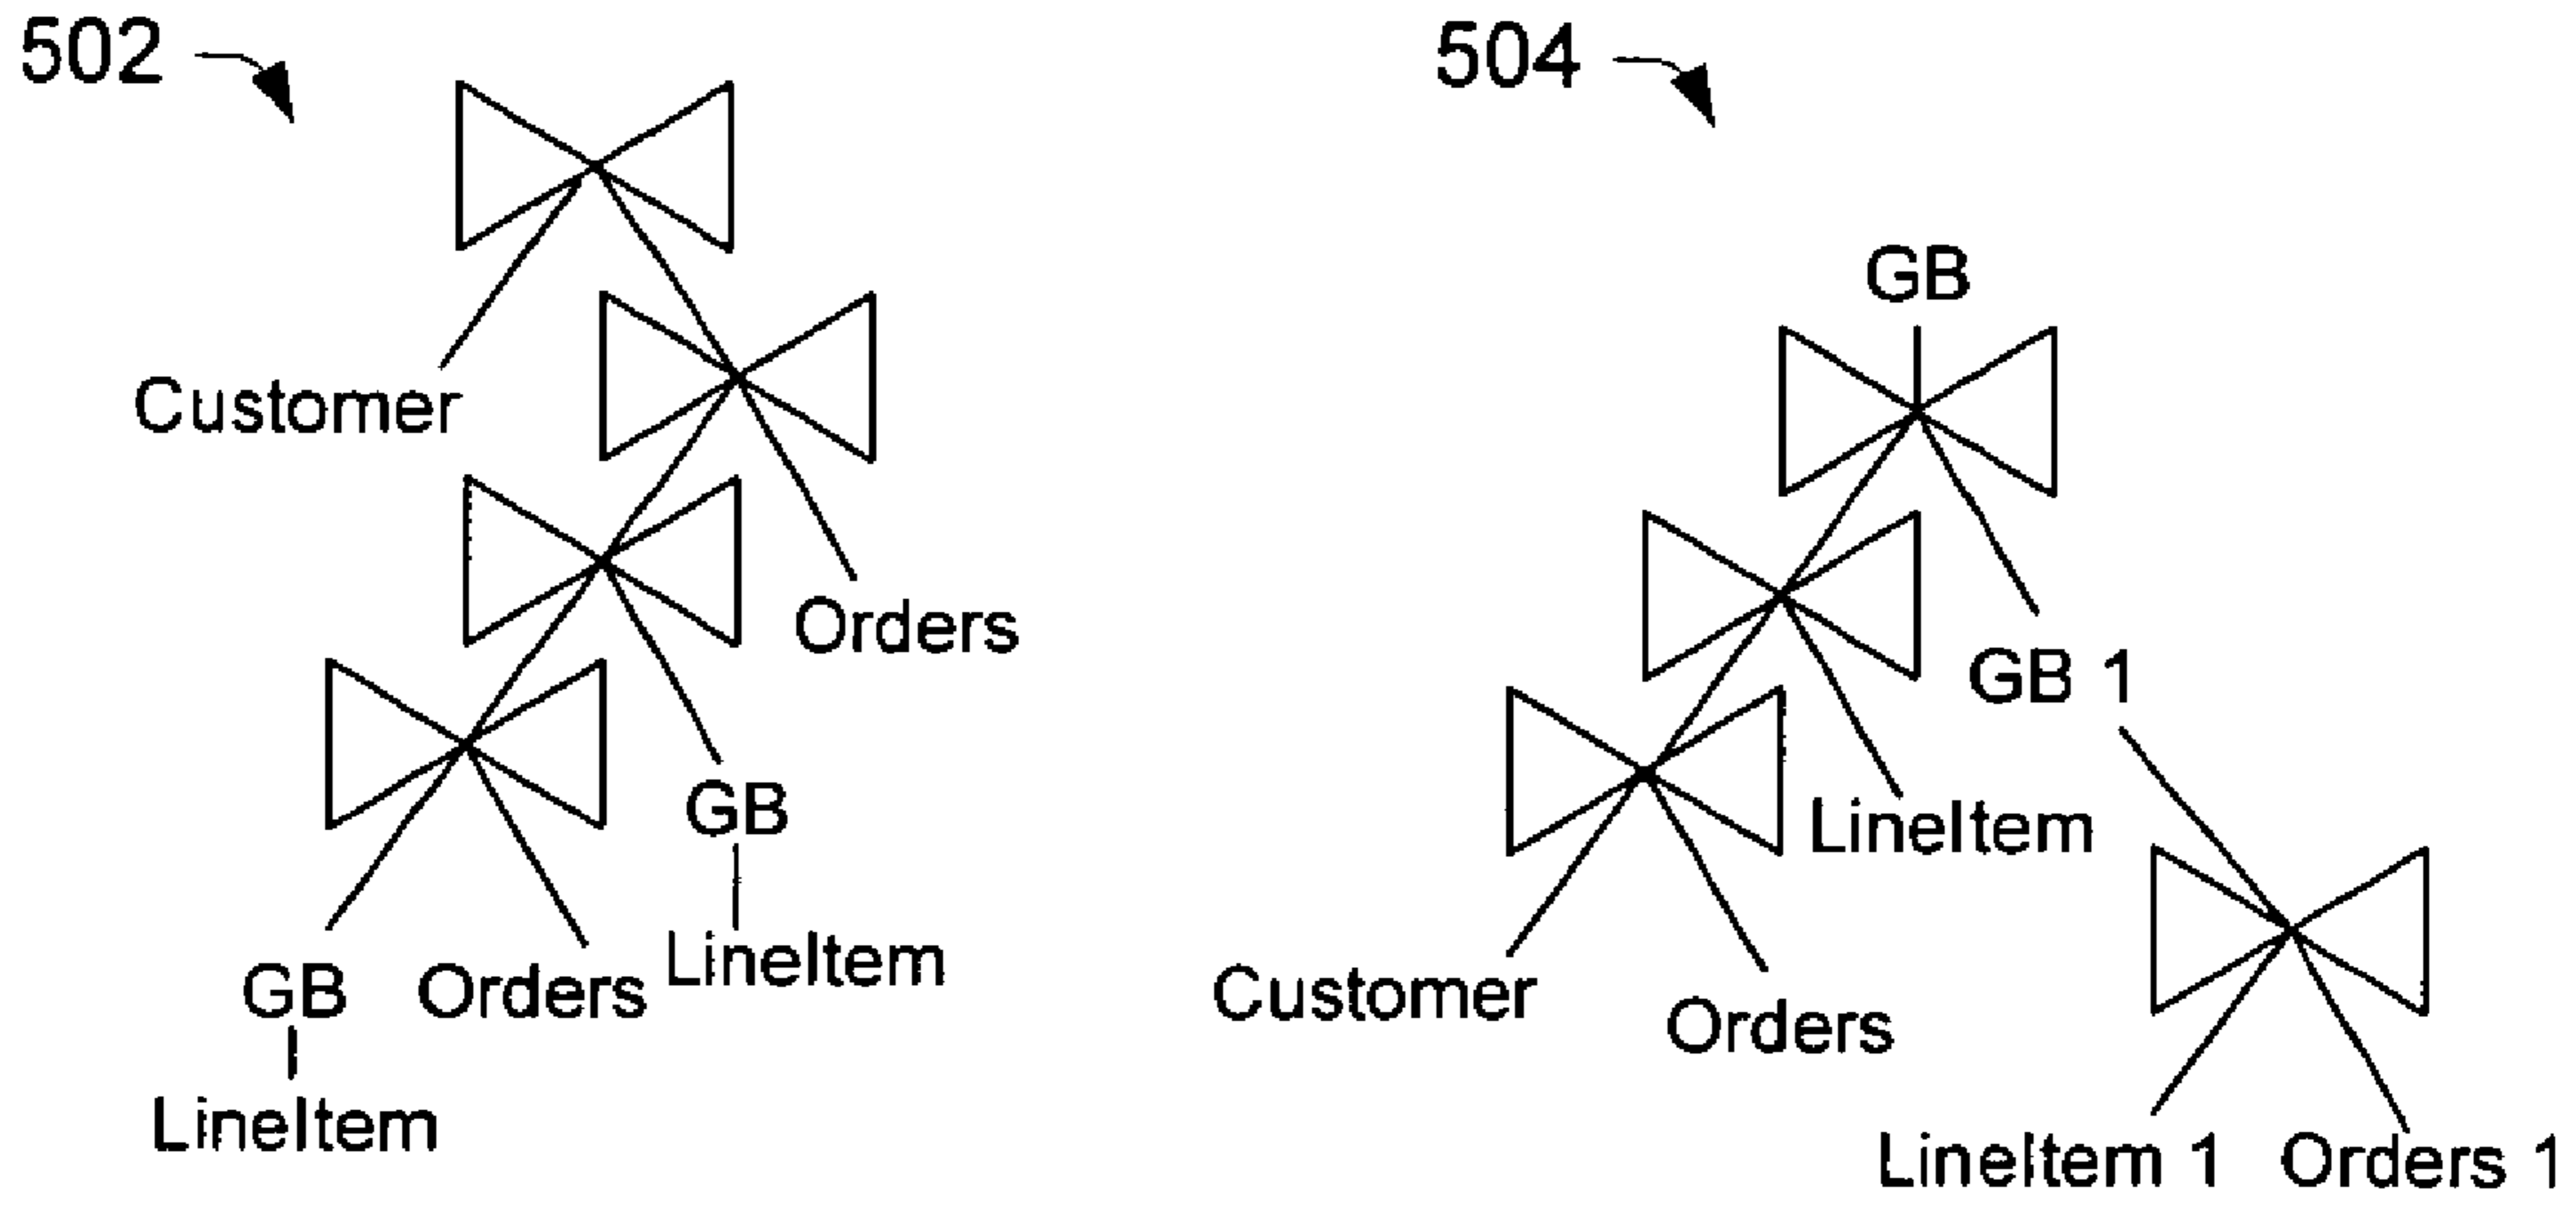 502
Customer
Orders
GB
LineItem
GB
Orders
LineItem
504
GB
GB 1
LineItem
Customer
Orders
LineItem 1
Orders 1